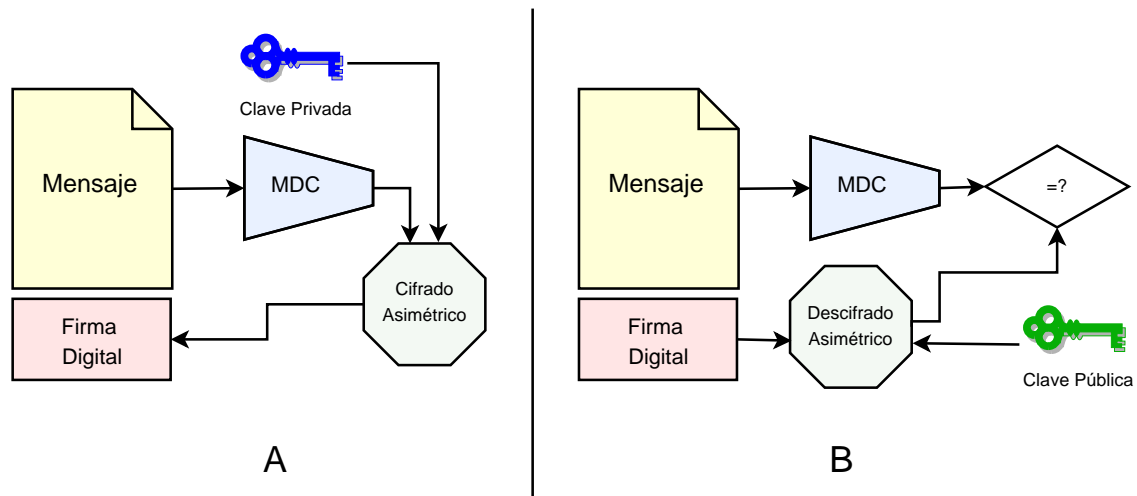 Clave Privada
Mensaje
MDC
Cifrado
Asimétrico
Firma
Digital
A
Mensaje
MDC
=?
Descifrado
Asimétrico
Firma
Digital
Clave Pública
B